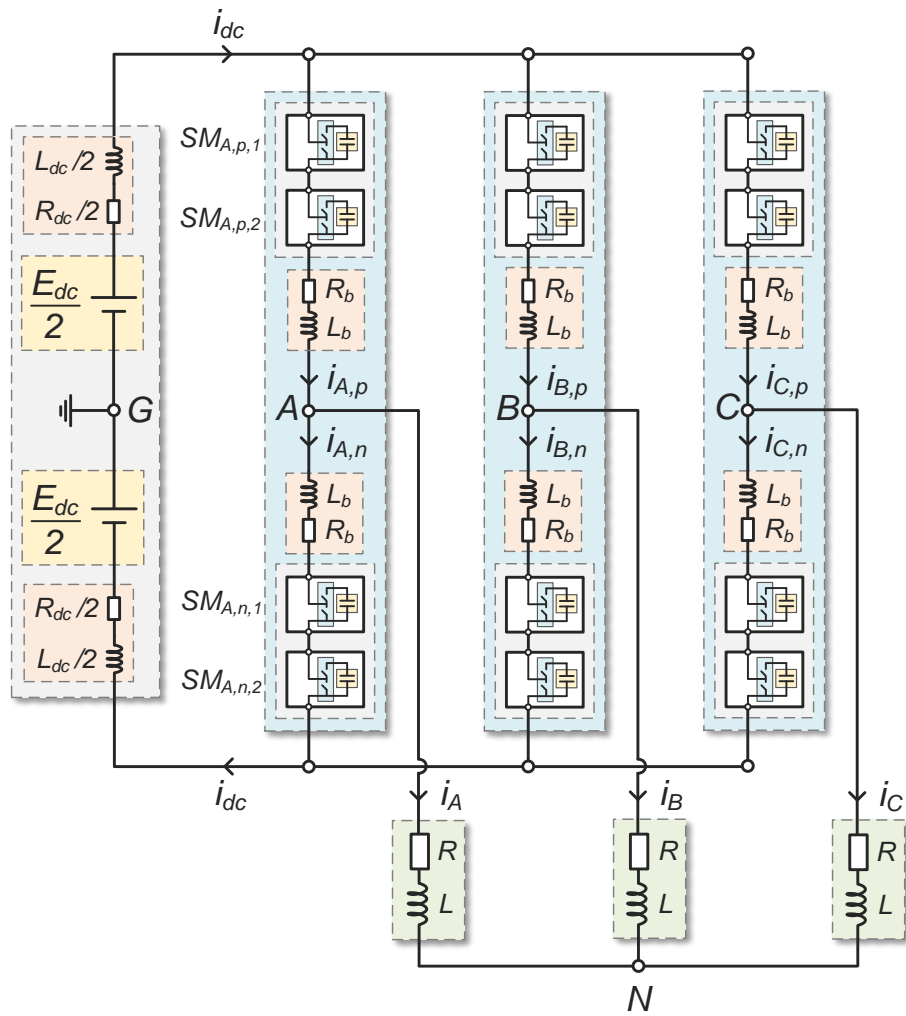 i_dc
SM_A,p,1
L_dc/2
R_dc/2
SM_A,p,2
E_dc
2
R_b
L_b
R_b
L_b
R_b
L_b
i_A,p
i_B,p
i_C,p
G
A
B
C
i_A,n
i_B,n
i_C,n
E_dc
2
L_b
R_b
L_b
R_b
L_b
R_b
R_dc/2
SM_A,n,1
L_dc/2
SM_A,n,2
i_dc
i_A
i_B
i_C
R
R
R
L
L
L
N